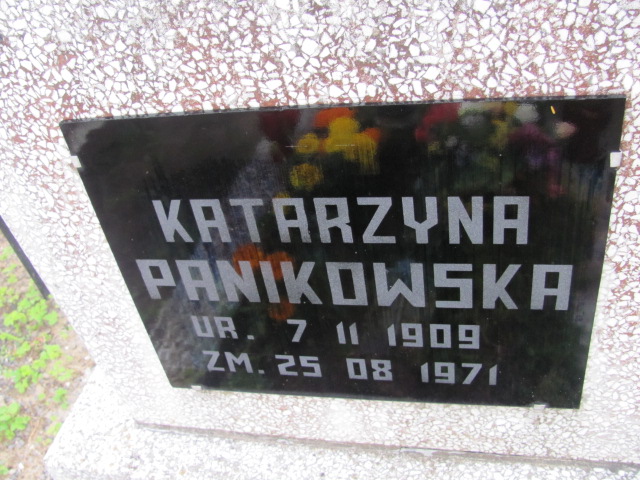 KATARZYNA
PANIKOWSKA
UR. 7 11 1909
ZM. 25 08 1971